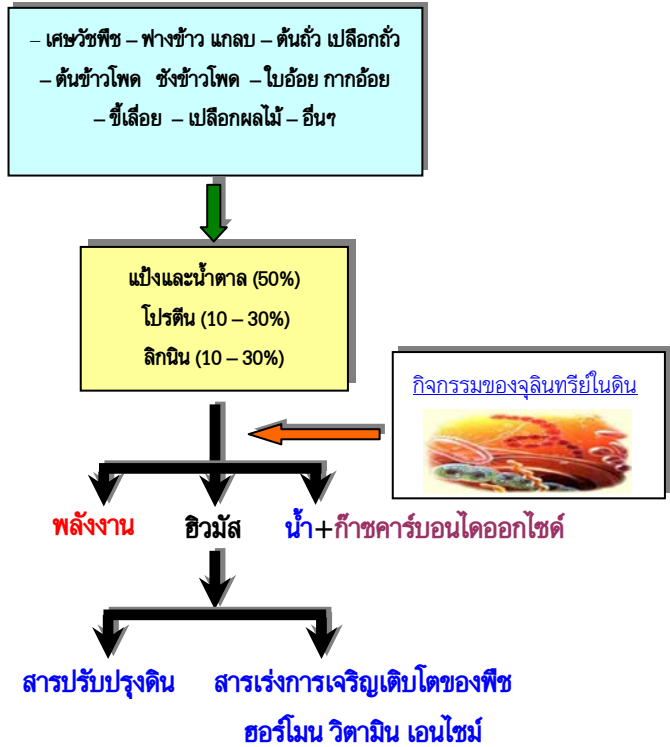 – เศษวัชพืช – ฟางข้าว แกลบ – ต้นถั่ว เปลือกถั่ว
– ต้นข้าวโพด ซังข้าวโพด – ใบอ้อย กากอ้อย
– ขี้เลื่อย – เปลือกผลไม้ – อื่นๆ
แป้งและน้ำตาล (50%)
โปรตีน (10 – 30%)
ลิกนิน (10 – 30%)
กิจกรรมของจุลินทรีย์ในดิน
พลังงาน ฮิวมัส น้ำ+ก๊าซคาร์บอนไดออกไซด์
สารปรับปรุงดิน สารเร่งการเจริญเติบโตของพืช
ฮอร์โมน วิตามิน เอนไซม์